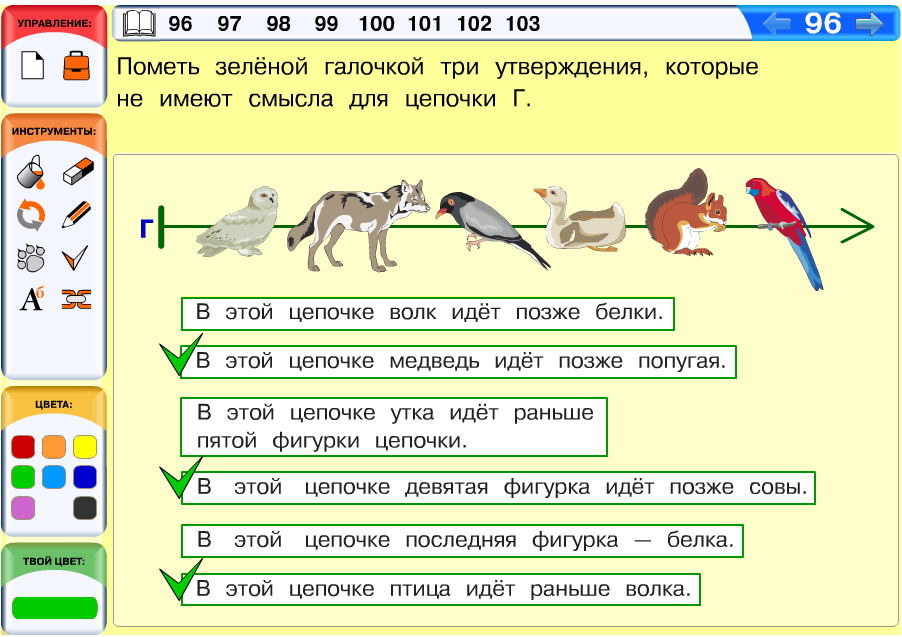 УПРАВЛЕНИЕ:
96 97 98 99 100 101 102 103
96
Пометь зелёной галочкой три утверждения, которые
не имеют смысла для цепочки Г.
ИНСТРУМЕНТЫ:
Аб
Г
В этой цепочке волк идёт позже белки.
В этой цепочке медведь идёт позже попугая.
В этой цепочке утка идёт раньше
пятой фигурки цепочки.
В этой цепочке девятая фигурка идёт позже совы.
В этой цепочке последняя фигурка — белка.
В этой цепочке птица идёт раньше волка.
ЦВЕТА:
ТВОЙ ЦВЕТ: